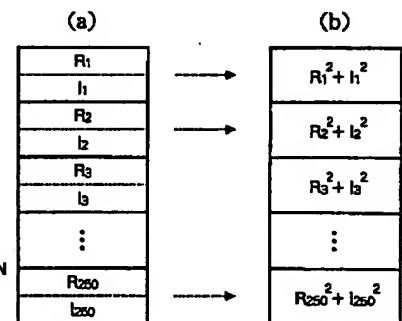 (a) (b)
R₁
I₁
R₁² + I₁²
R₂
I₂
R₂² + I₂²
R₃
I₃
R₃² + I₃²
⋮ ⋮
N
R₂₅₀
I₂₅₀
R₂₅₀² + I₂₅₀²